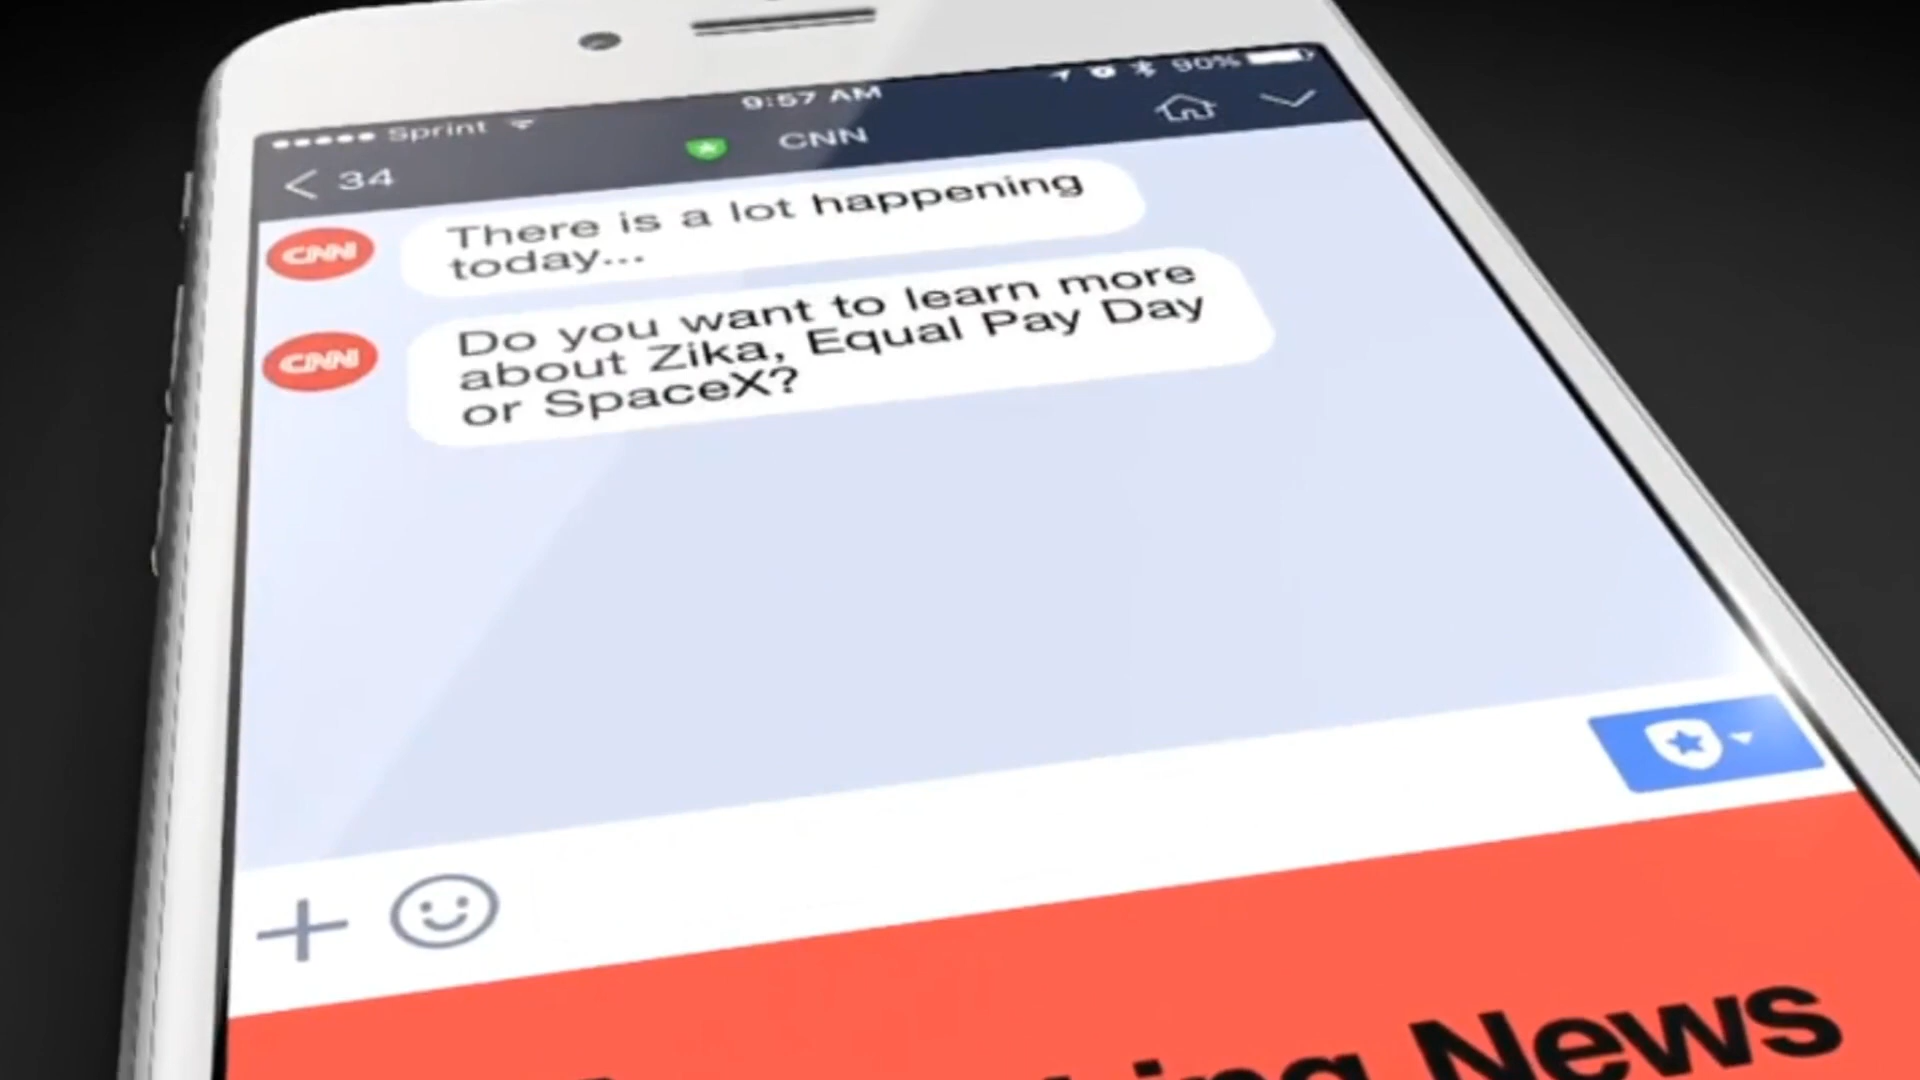 Sprint
9:57 AM
90%
34
CNN
CNN
There is a lot happening
today...
CNN
Do you want to learn more
about Zika, Equal Pay Day
or SpaceX?
News